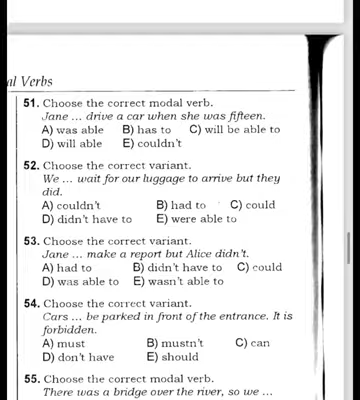 al Verbs
51. Choose the correct modal verb.
Jane ... drive a car when she was fifteen.
A) was able B) has to C) will be able to
D) will able E) couldn't
52. Choose the correct variant.
We ... wait for our luggage to arrive but they
did.
A) couldn't B) had to C) could
D) didn't have to E) were able to
53. Choose the correct variant.
Jane ... make a report but Alice didn't.
A) had to B) didn't have to C) could
D) was able to E) wasn't able to
54. Choose the correct variant.
Cars ... be parked in front of the entrance. It is
forbidden.
A) must B) mustn't C) can
D) don't have E) should
55. Choose the correct modal verb.
There was a bridge over the river, so we ...